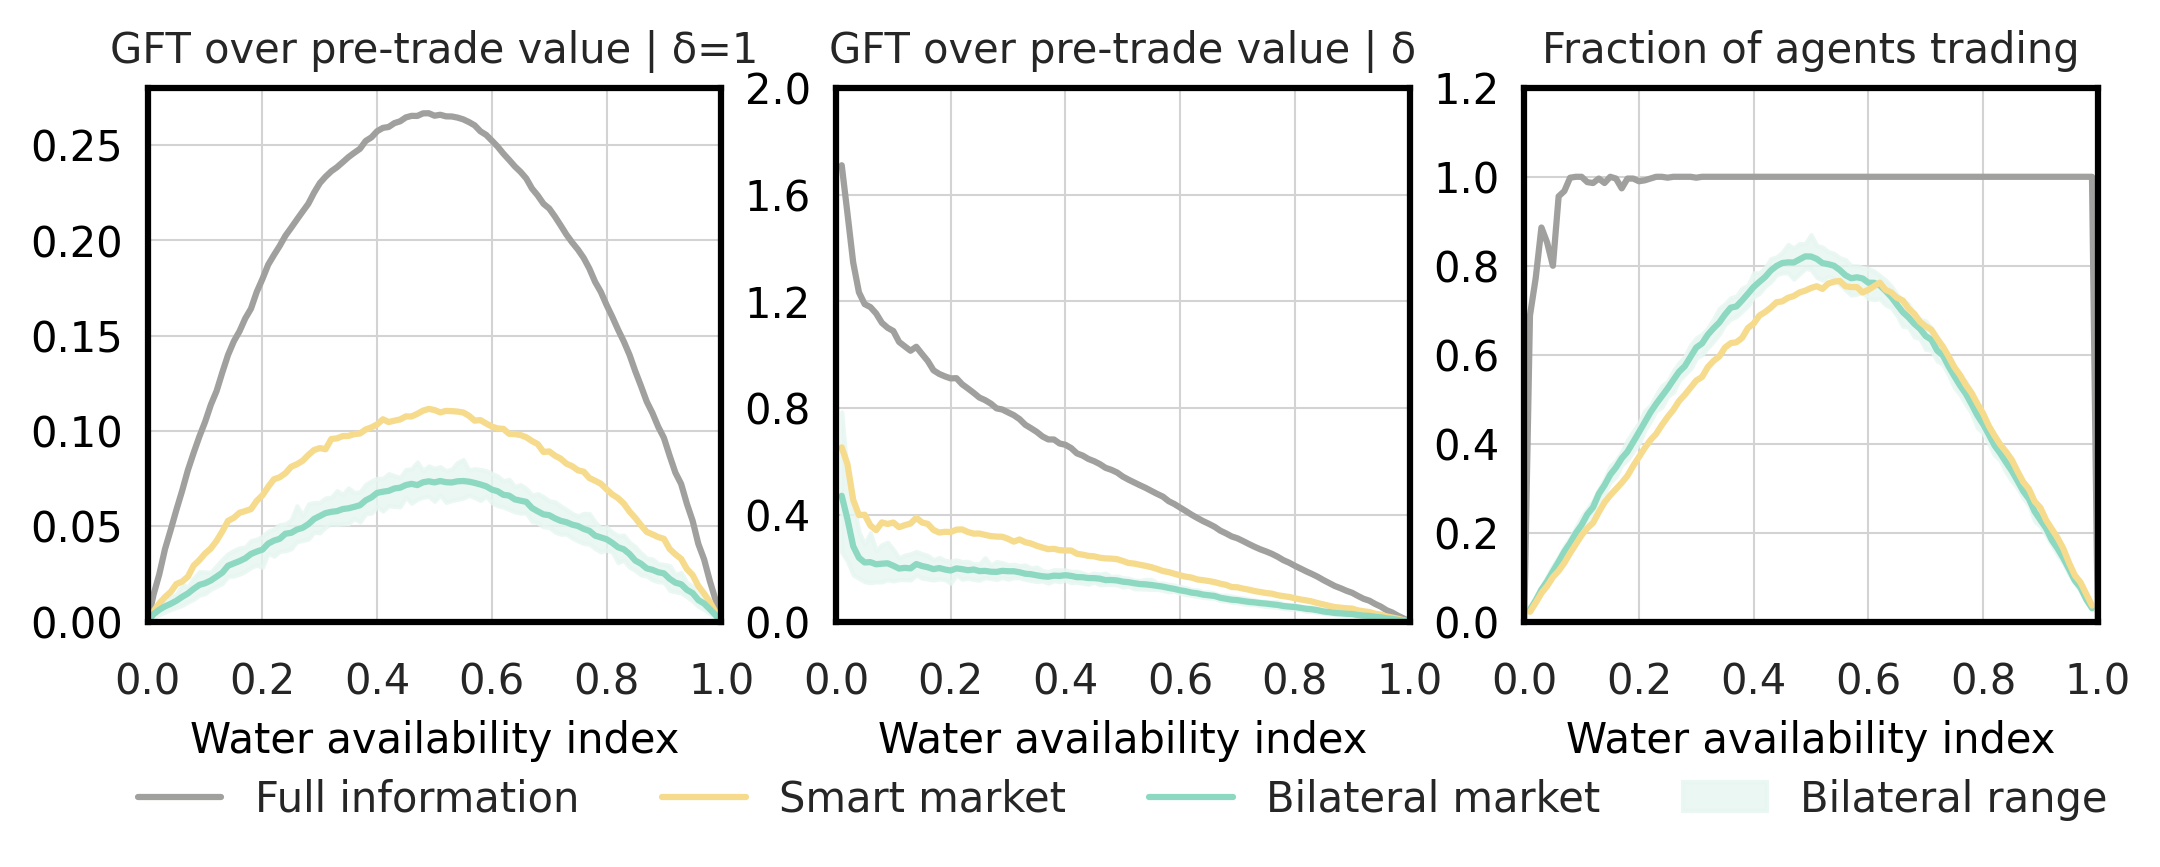 GFT over pre-trade value | δ=1
GFT over pre-trade value | δ
Fraction of agents trading
0.25
0.20
0.15
0.10
0.05
0.00
2.0
1.6
1.2
0.8
0.4
0.0
1.2
1.0
0.8
0.6
0.4
0.2
0.0
0.0 0.2 0.4 0.6 0.8 1.0
0.0 0.2 0.4 0.6 0.8 1.0
0.0 0.2 0.4 0.6 0.8 1.0
Water availability index
Water availability index
Water availability index
Full information
Smart market
Bilateral market
Bilateral range